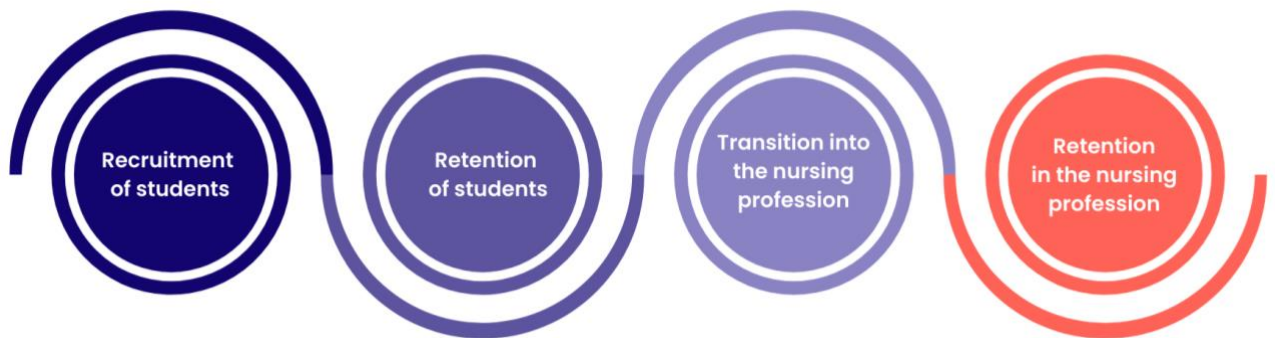 Recruitment
of students
Retention
of students
Transition into
the nursing
profession
Retention
in the nursing
profession